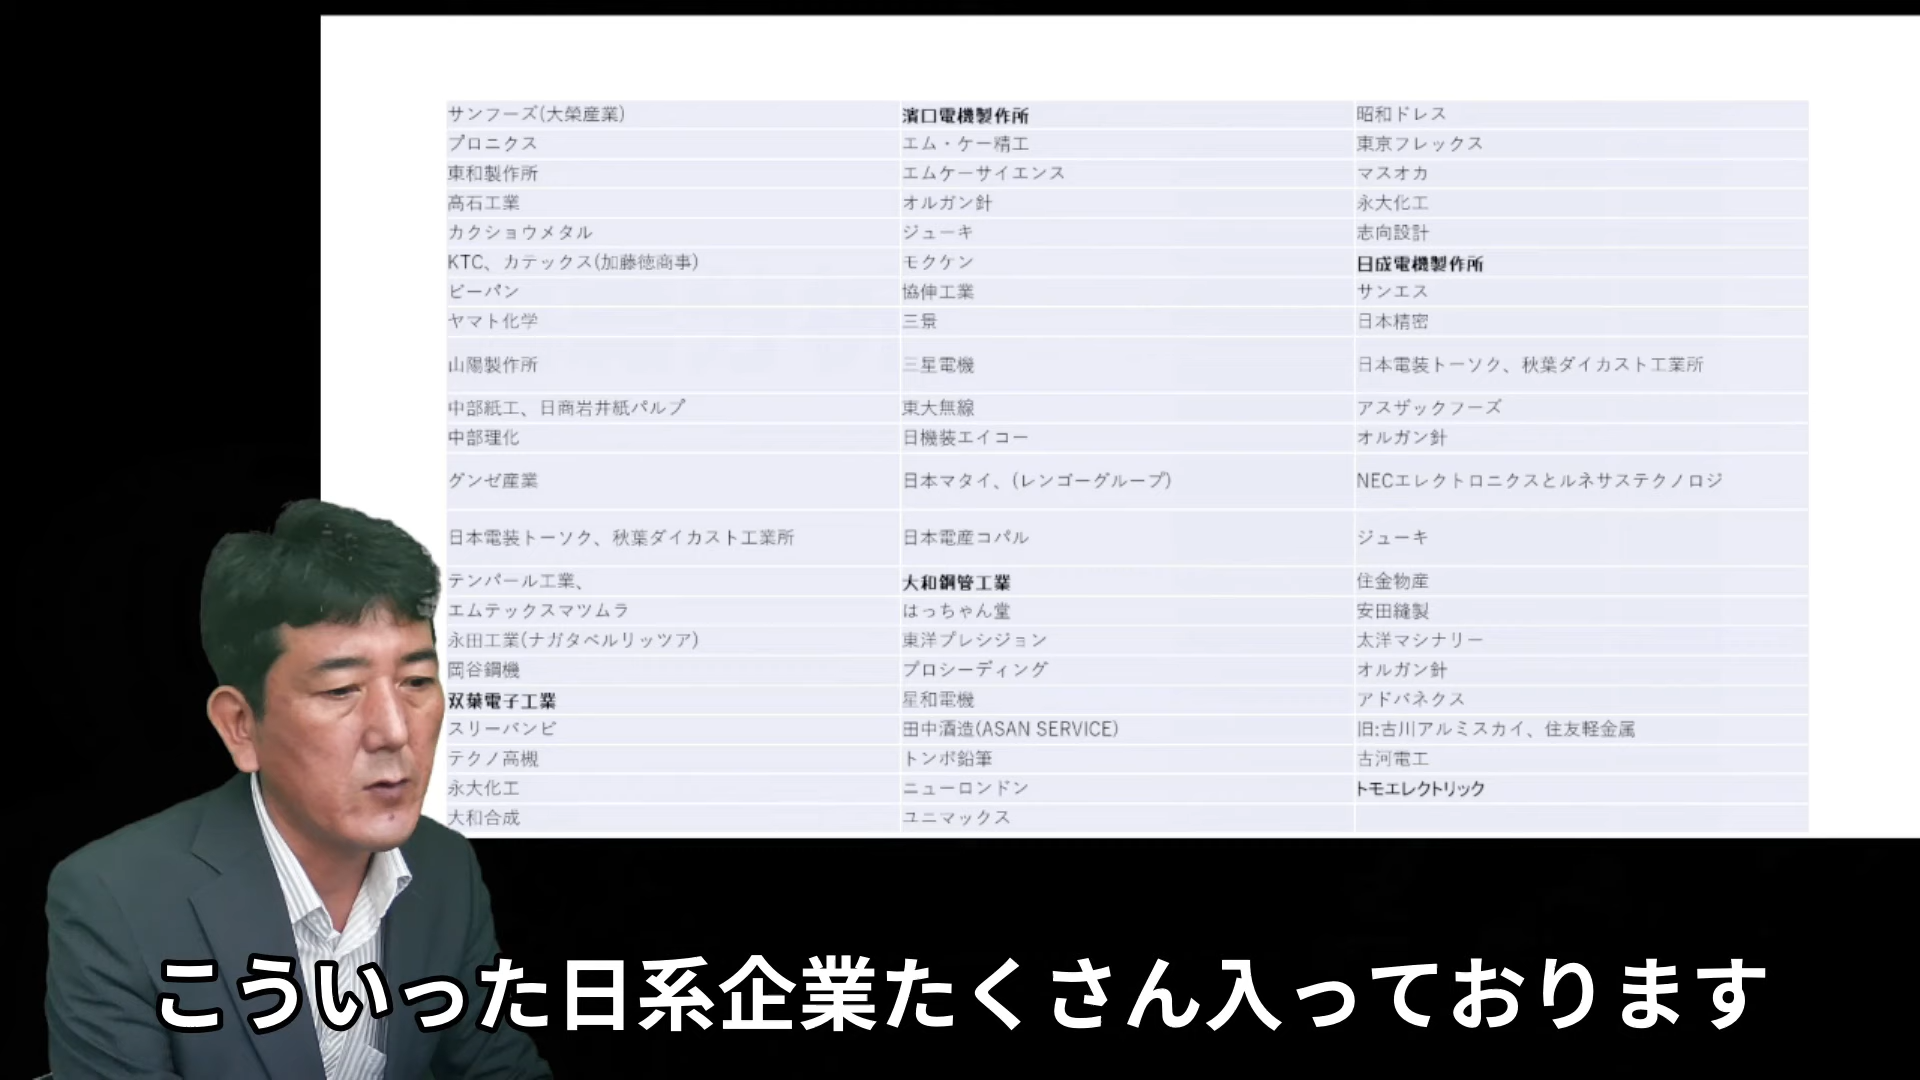 サンフーズ(大榮産業)
プロニクス
東和製作所
髙石工業
カクショウメタル
KTC、カテックス(加藤徳商事)
ビーパン
ヤマト化学
山陽製作所
中部紙工、日商岩井紙パルプ
中部理化
グンゼ産業
日本電装トーソク、秋葉ダイカスト工業所
テンパール工業、
エムテックスマツムラ
永田工業(ナガタベルリッツア)
岡谷鋼機
双葉電子工業
スリーバンビ
テクノ高槻
永大化工
大和合成
濱口電機製作所
エム・ケー精工
エムケーサイエンス
オルガン針
ジューキ
モクケン
協伸工業
三景
三星電機
東大無線
日機装エイコー
日本マタイ、(レンゴーグループ)
日本電産コパル
大和鋼管工業
はっちゃん堂
東洋プレシジョン
プロシーディング
星和電機
田中酒造(ASAN SERVICE)
トンボ鉛筆
ニューロンドン
ユニマックス
昭和ドレス
東京フレックス
マスオカ
永大化工
志向設計
日成電機製作所
サンエス
日本精密
日本電装トーソク、秋葉ダイカスト工業所
アスザックフーズ
オルガン針
NECエレクトロニクスとルネサステクノロジ
ジューキ
住金物産
安田縫製
太洋マシナリー
オルガン針
アドバネクス
旧:古川アルミスカイ、住友軽金属
古河電工
トモエレクトリック
こういった日系企業たくさん入っております